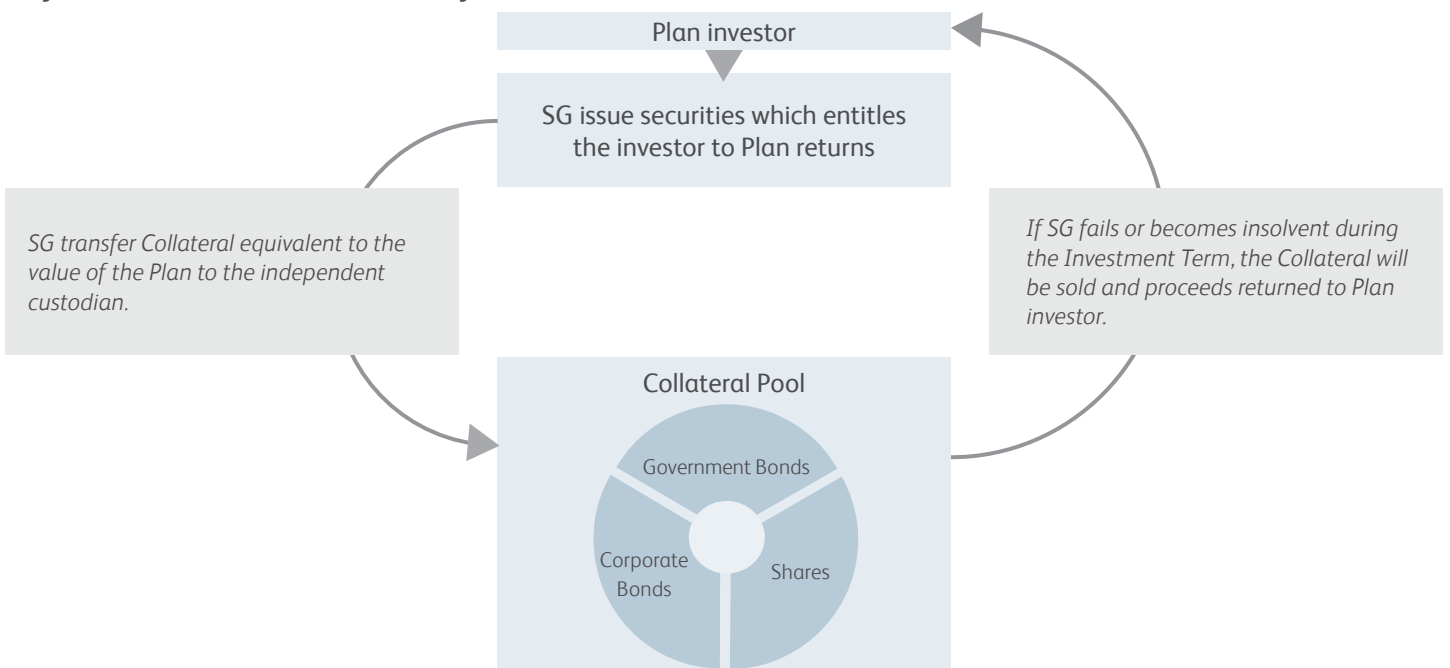 Plan investor
SG issue securities which entitles
the investor to Plan returns
SG transfer Collateral equivalent to the
value of the Plan to the independent
custodian.
If SG fails or becomes insolvent during
the Investment Term, the Collateral will
be sold and proceeds returned to Plan
investor.
Collateral Pool
Government Bonds
Corporate
Bonds
Shares